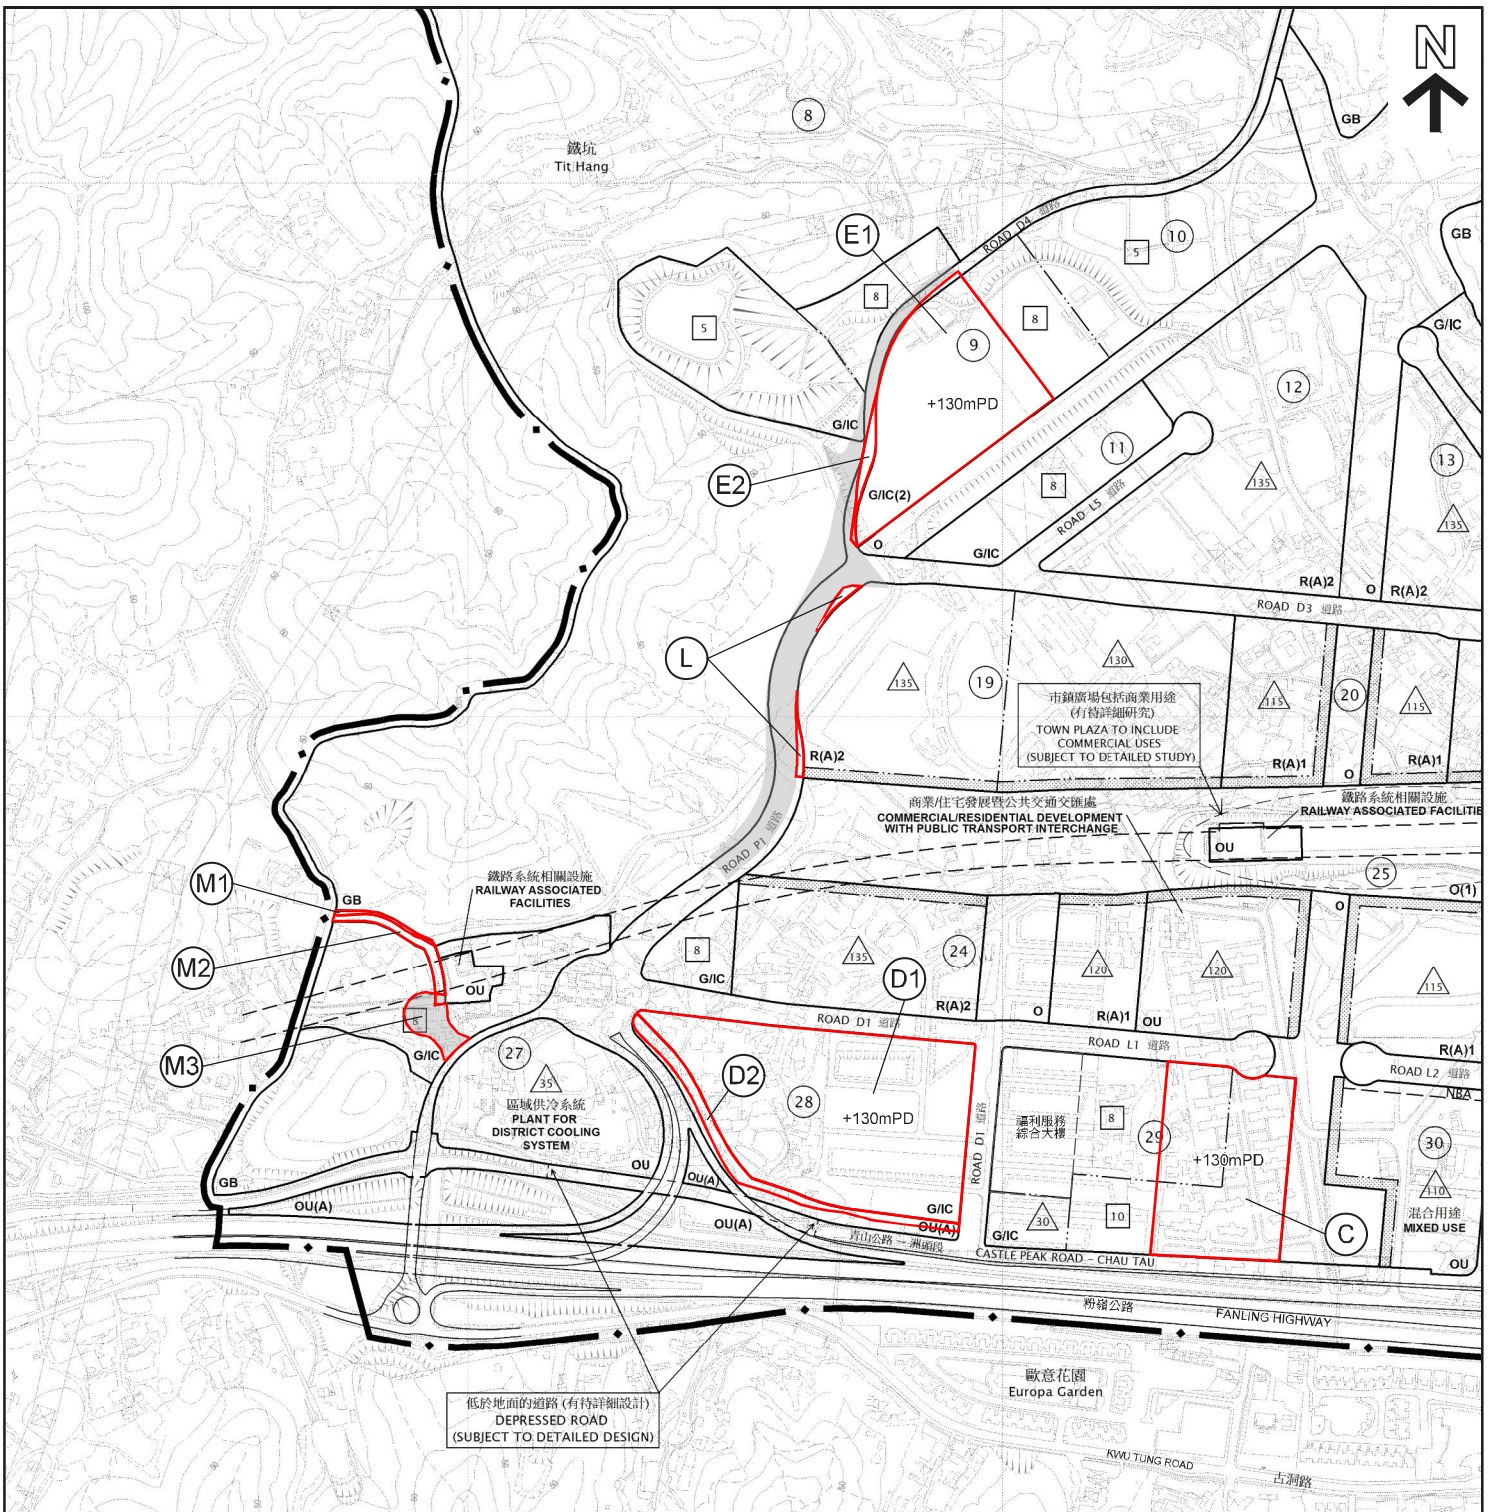 N
8
GB
鐵坑
Tit Hang
E1
ROAD D4 道路
10
5
GB
8
8
5
9
G/IC
12
+130mPD
G/IC
11
13
E2
135
8
G/IC(2)
ROAD L5 道路
135
O
G/IC
R(A)2
O
R(A)2
ROAD D3 道路
L
135
19
130
市鎮廣場包括商業用途
(有待詳細研究)
TOWN PLAZA TO INCLUDE
COMMERCIAL USES
(SUBJECT TO DETAILED STUDY)
115
20
115
R(A)2
R(A)1
O
R(A)1
商業/住宅發展暨公共交通交匯處
COMMERCIAL/RESIDENTIAL DEVELOPMENT
WITH PUBLIC TRANSPORT INTERCHANGE
鐵路系統相關設施
RAILWAY ASSOCIATED FACILITIE
ROAD P1 道路
OU
25
O(1)
M1
GB
鐵路系統相關設施
RAILWAY ASSOCIATED
FACILITIES
O
M2
8
G/IC
135
24
D1
120
120
115
OU
R(A)2
O
R(A)1
OU
8
ROAD D1 道路
ROAD L1 道路
R(A)1
ROAD L2 道路
M3
G/IC
27
D2
28
NBA
35
區域供冷系統
PLANT FOR
DISTRICT COOLING
SYSTEM
+130mPD
ROAD D1 道路
福利服務
綜合大樓
8
29
+130mPD
30
110
混合用途
MIXED USE
GB
OU
OU(A)
OU(A)
OU(A)
G/IC
OU(A)
30
10
C
青山公路 - 洲頭段
G/IC
CASTLE PEAK ROAD - CHAU TAU
OU
粉嶺公路
FANLING HIGHWAY
歐意花園
Europa Garden
低於地面的道路 (有待詳細設計)
DEPRESSED ROAD
(SUBJECT TO DETAILED DESIGN)
KWU TUNG ROAD
古洞路